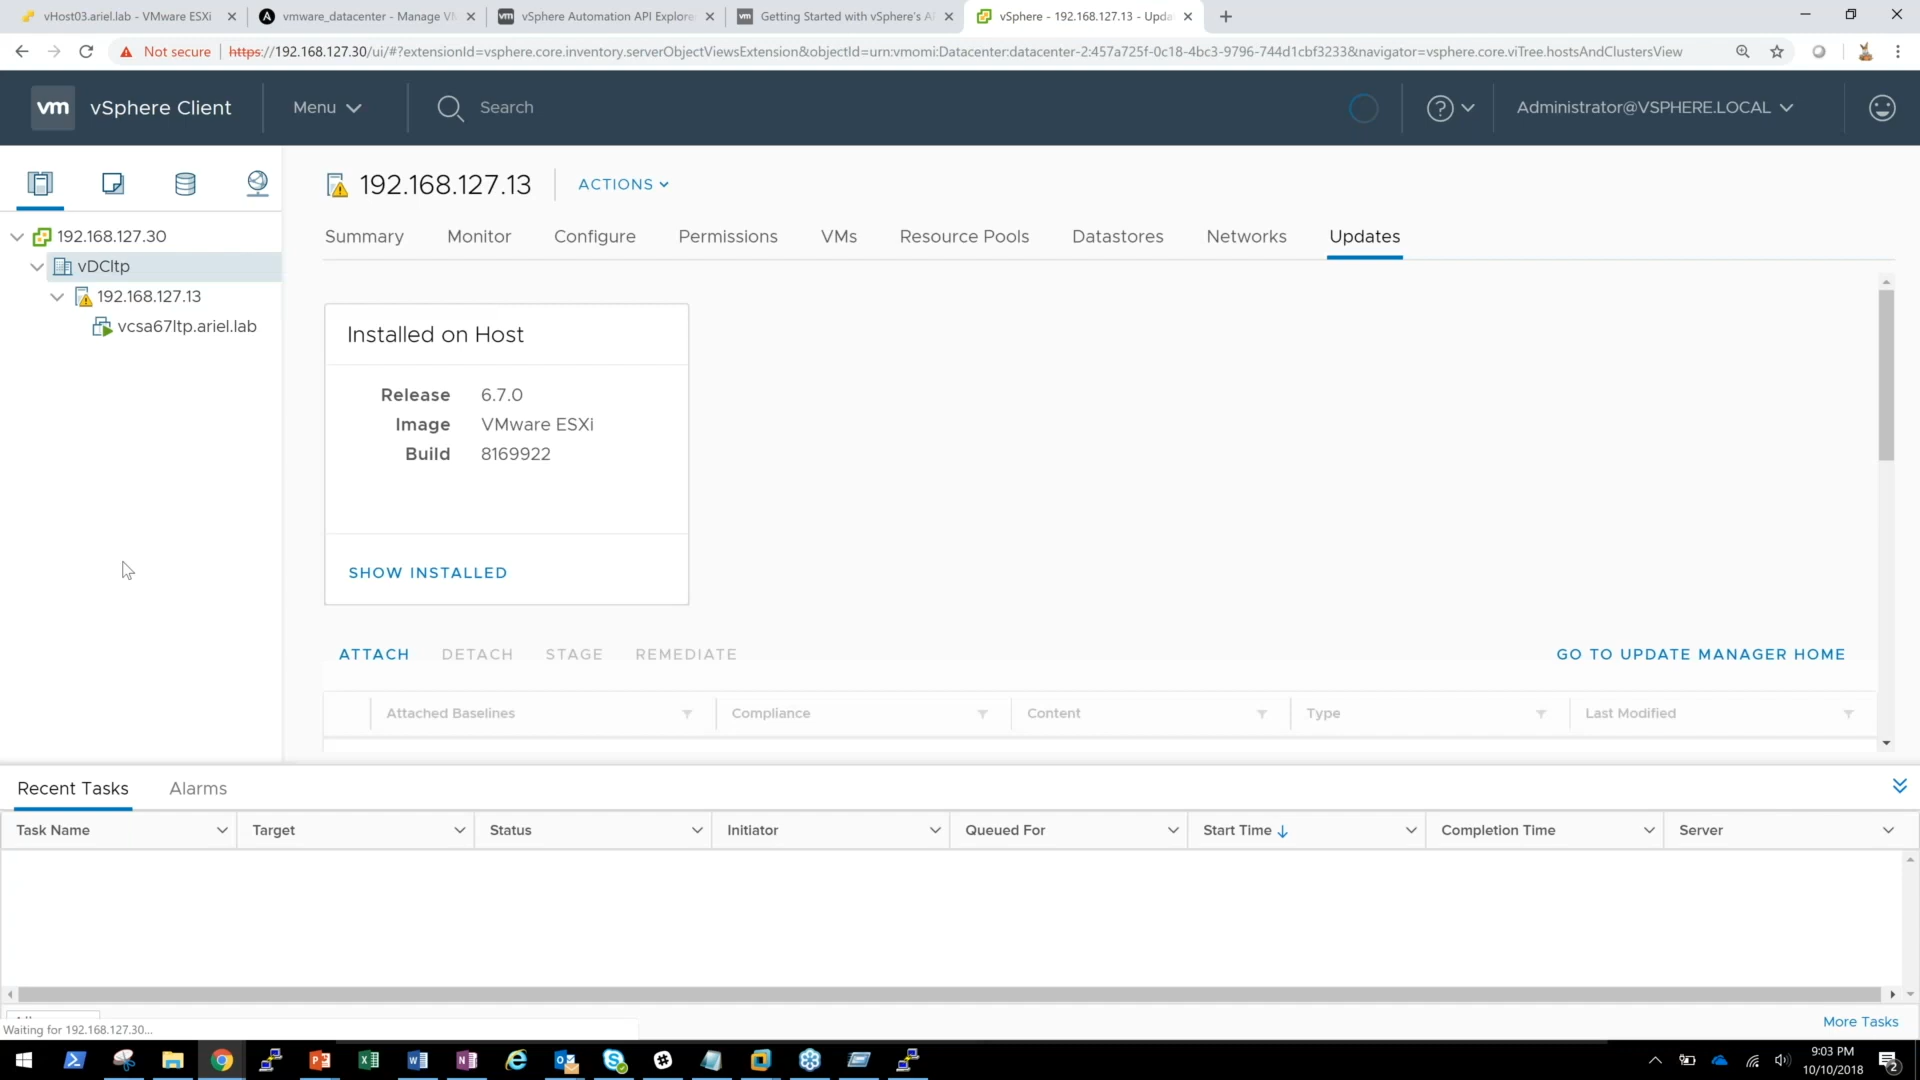 vHost03.ariel.lab - VMware ESXi
vmware_datacenter - Manage VM
vSphere Automation API Explore
Getting Started with vSphere's A
vSphere - 192.168.127.13 - Upda
Not secure
https://192.168.127.30/ui/#?extensionId=vsphere.core.inventory.serverObjectViewsExtension&objectId=urn:vmomi:Datacenter:datacenter-2:457a725f-0c18-4bc3-9796-744d1cbf3233&navigator=vsphere.core.viTree.hostsAndClustersView
vm vSphere Client
Menu
Search
Administrator@VSPHERE.LOCAL
192.168.127.13
ACTIONS
Summary Monitor Configure Permissions VMs Resource Pools Datastores Networks Updates
192.168.127.30
vDCltp
192.168.127.13
vcsa67ltp.ariel.lab
Installed on Host
Release 6.7.0
Image VMware ESXi
Build 8169922
SHOW INSTALLED
ATTACH DETACH STAGE REMEDIATE
GO TO UPDATE MANAGER HOME
Attached Baselines Compliance Content Type Last Modified
Recent Tasks Alarms
Task Name Target Status Initiator Queued For Start Time Completion Time Server
Waiting for 192.168.127.30...
More Tasks
9:03 PM
10/10/2018
2